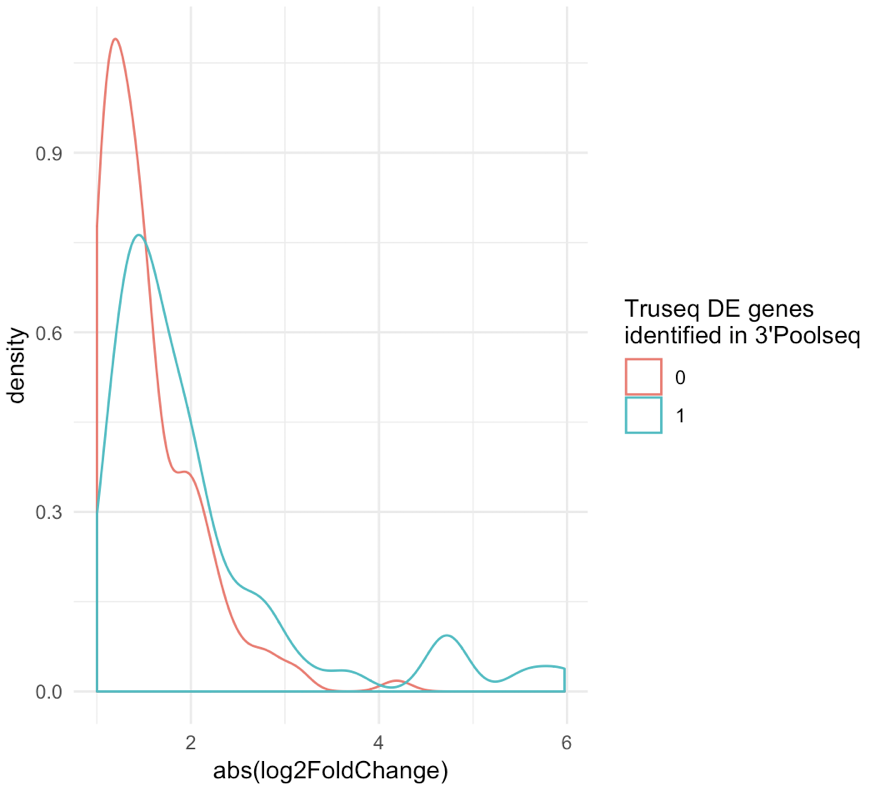 0.9
0.6
0.3
0.0
density
2
4
6
abs(log2FoldChange)
Truseq DE genes
identified in 3'Poolseq
0
1